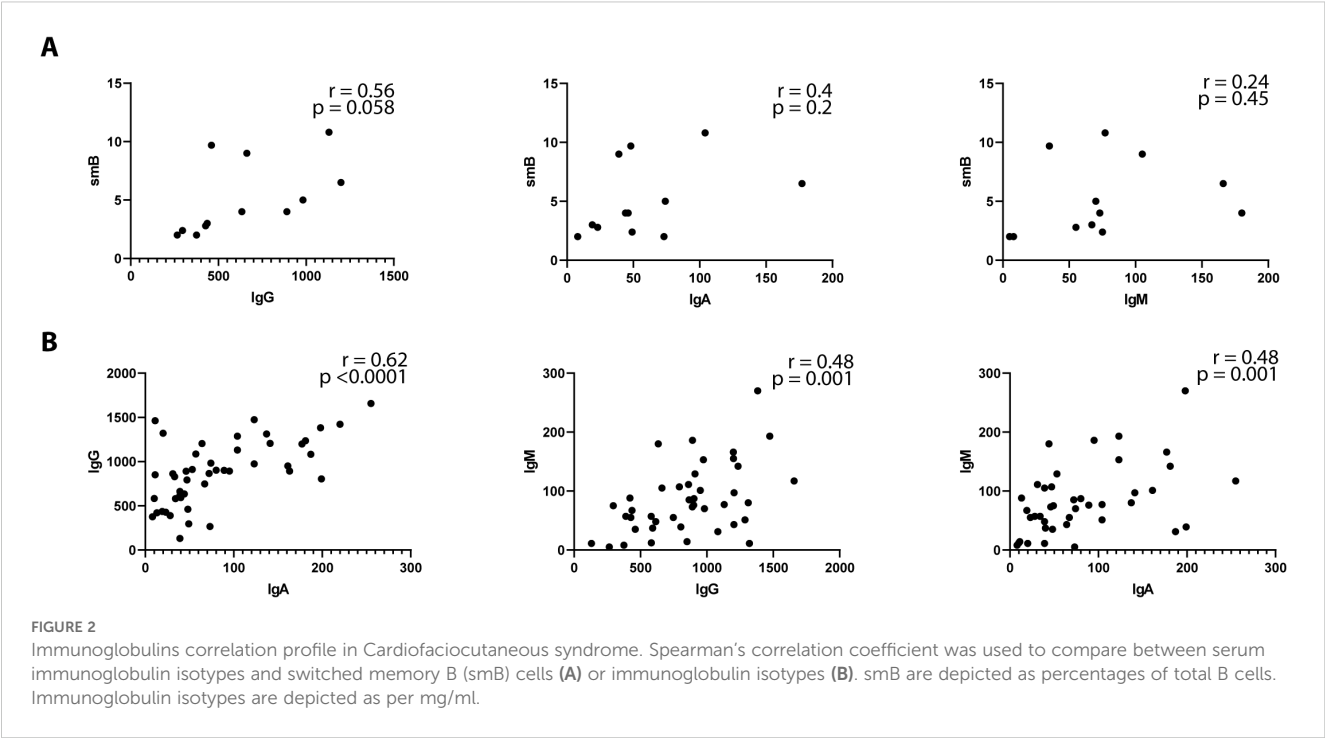 A
r = 0.56
p = 0.058
15
10
5
0
smB
500
1000
1500
0
IgG
r = 0.4
p = 0.2
15
10
5
0
smB
0
50
100
150
200
IgA
r = 0.24
p = 0.45
15
10
5
0
smB
0
50
100
150
200
IgM
B
r = 0.62
p <0.0001
2000
1500
1000
500
0
IgG
0
100
200
300
IgA
r = 0.48
p = 0.001
300
200
100
0
IgM
0
500
1000
1500
2000
IgG
r = 0.48
p = 0.001
300
200
100
0
IgM
0
100
200
300
IgA
FIGURE 2
Immunoglobulins correlation profile in Cardiofaciocutaneous syndrome. Spearman's correlation coefficient was used to compare between serum
immunoglobulin isotypes and switched memory B (smB) cells (A) or immunoglobulin isotypes (B). smB are depicted as percentages of total B cells.
Immunoglobulin isotypes are depicted as per mg/ml.